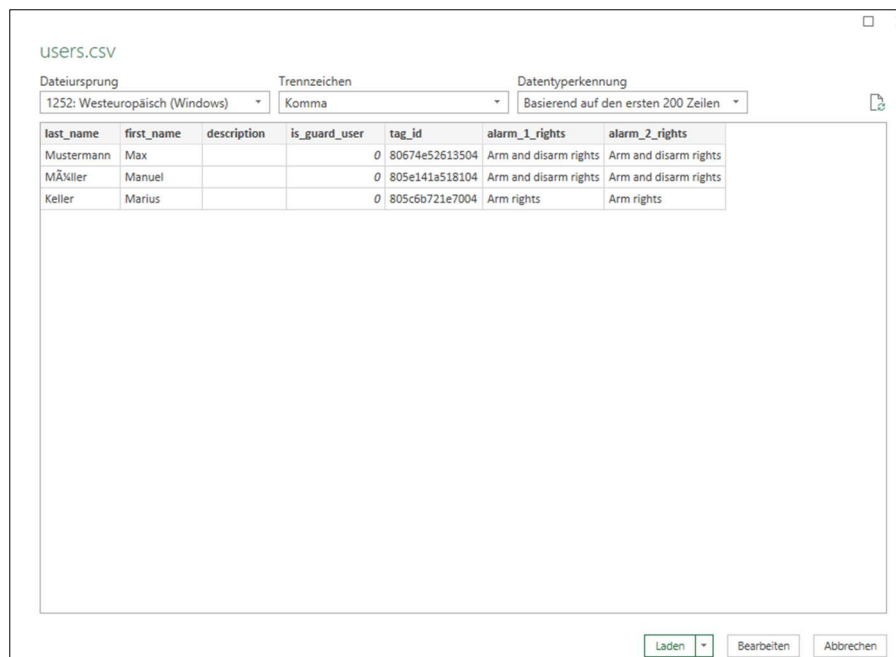 users.csv
Dateiursprung Trennzeichen Datentyperkennung
1252: Westeuropäisch (Windows) Komma Basierend auf den ersten 200 Zeilen
last_name first_name description is_guard_user tag_id alarm_1_rights alarm_2_rights
Mustermann Max 0 80674e52613504 Arm and disarm rights Arm and disarm rights
MÃ¼ller Manuel 0 805e141a518104 Arm and disarm rights Arm and disarm rights
Keller Marius 0 805c6b721e7004 Arm rights Arm rights
Laden Bearbeiten Abbrechen